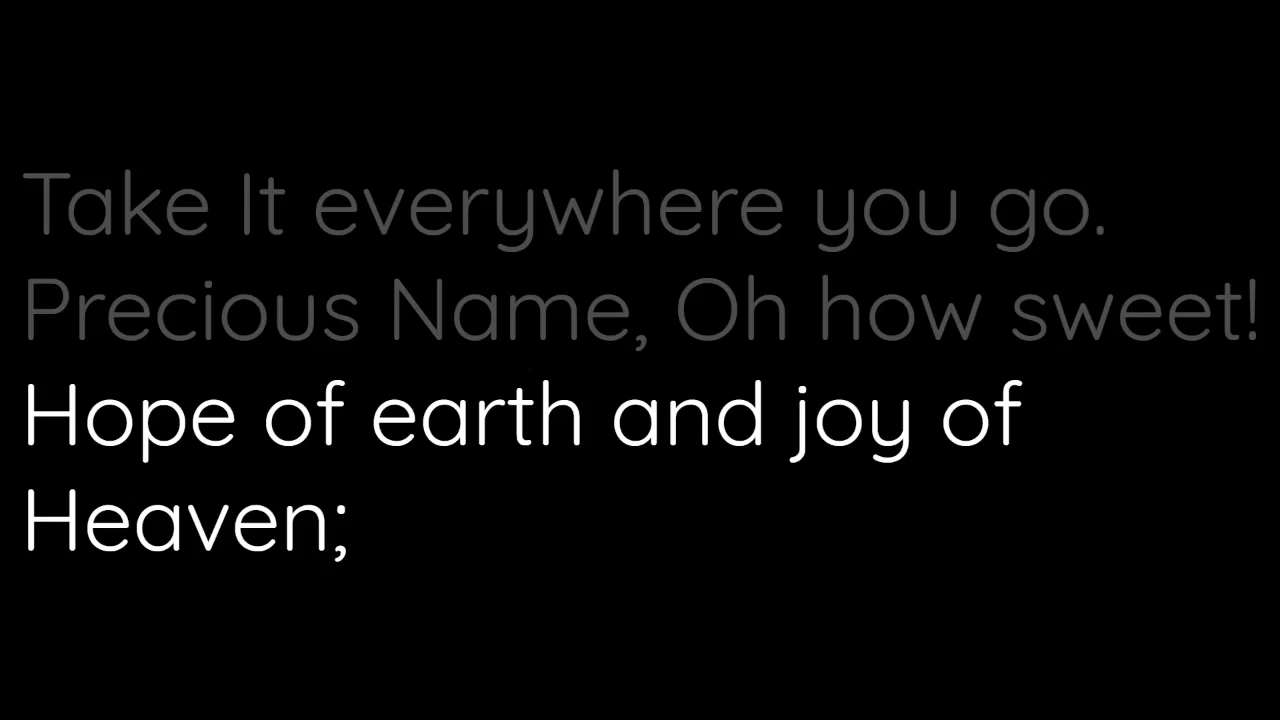 Take It everywhere you go.
Precious Name, Oh how sweet!
Hope of earth and joy of
Heaven;